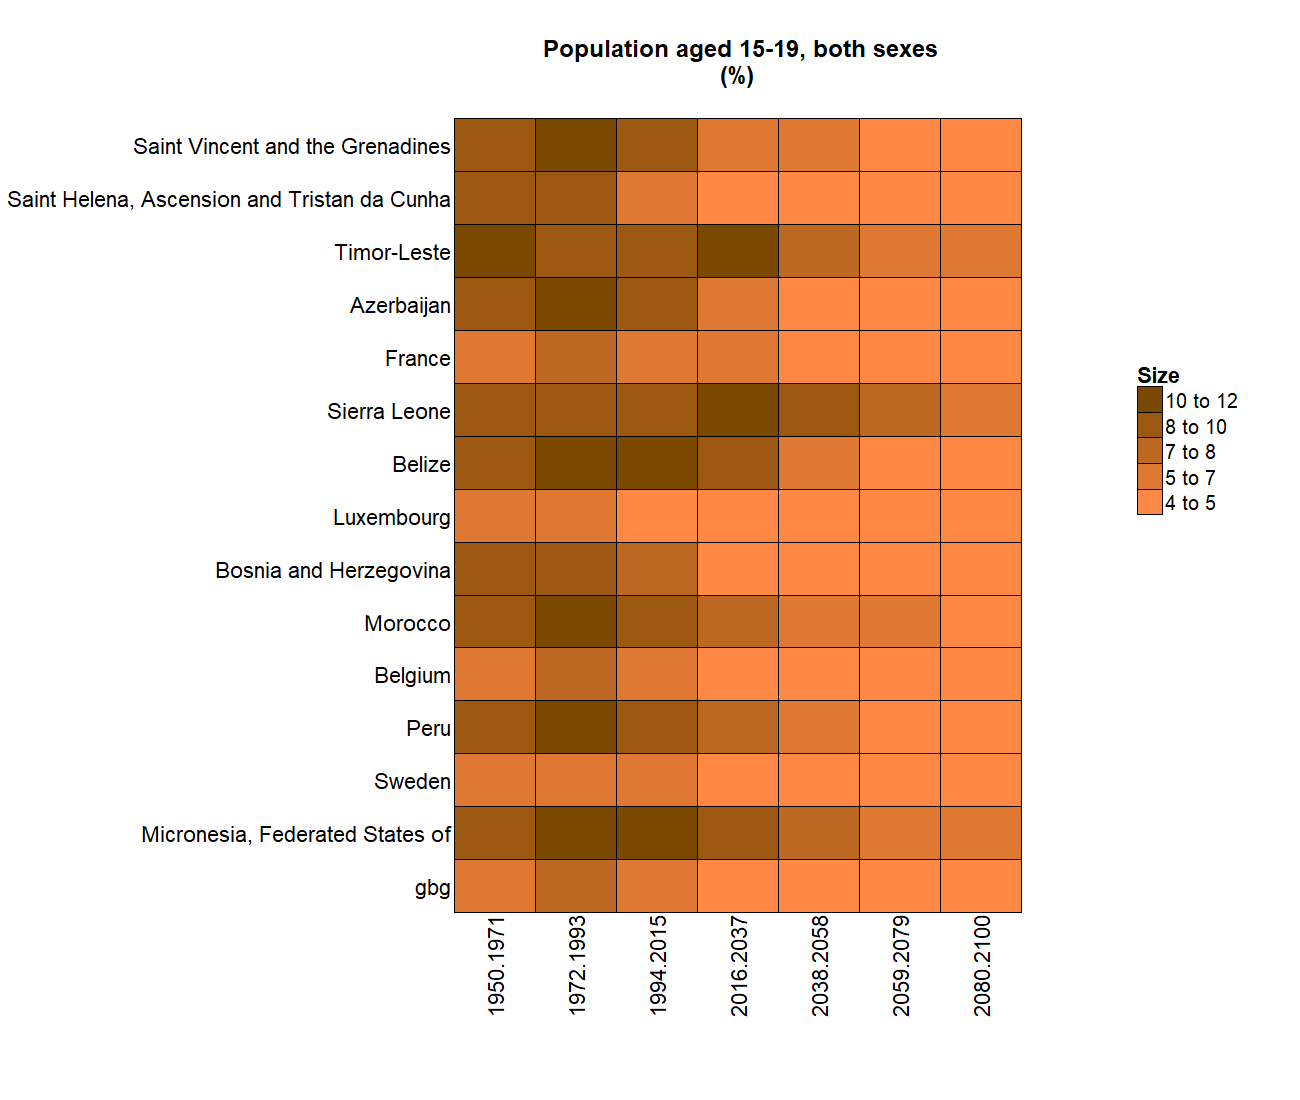 Population aged 15-19, both sexes
(%)
Saint Vincent and the Grenadines
Saint Helena, Ascension and Tristan da Cunha
Timor-Leste
Azerbaijan
France
Sierra Leone
Belize
Luxembourg
Bosnia and Herzegovina
Morocco
Belgium
Peru
Sweden
Micronesia, Federated States of
gbg
1950.1971
1972.1993
1994.2015
2016.2037
2038.2058
2059.2079
2080.2100
Size
10 to 12
8 to 10
7 to 8
5 to 7
4 to 5